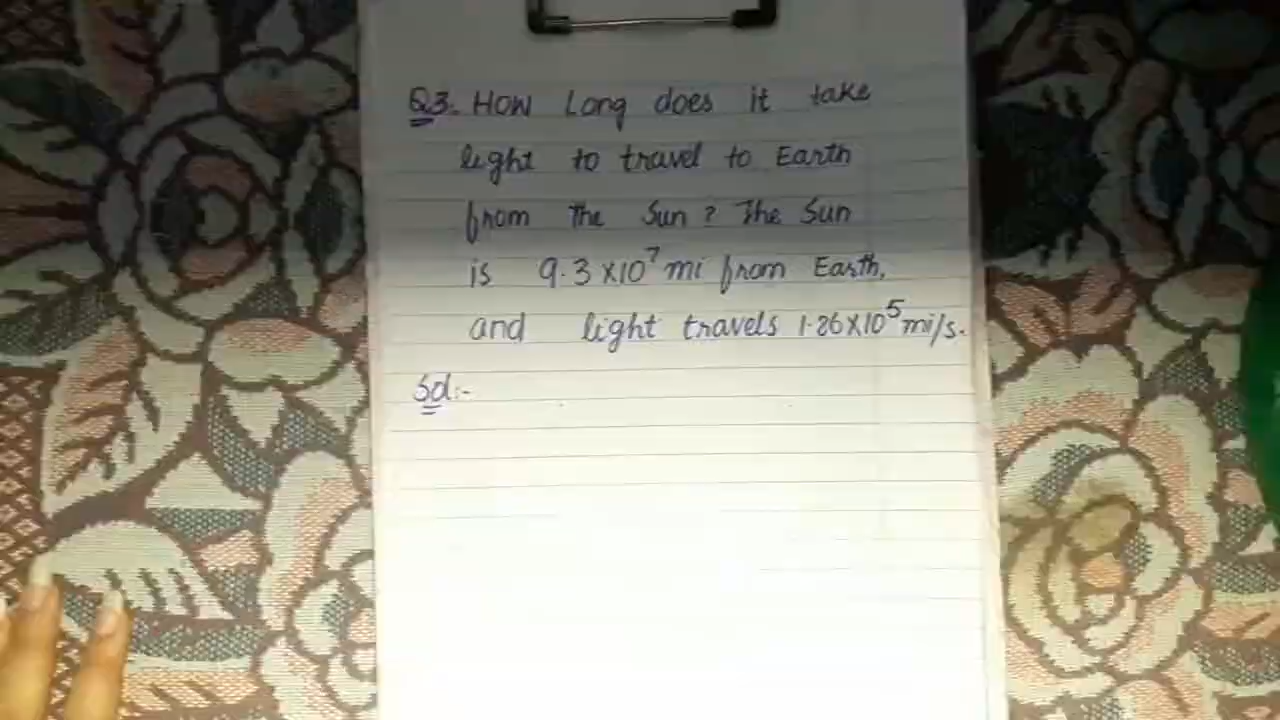 Q3. How Long does it take
light to travel to Earth
from the Sun? The Sun
is 9.3 x10⁷ mi from Earth,
and light travels 1.26x10⁵ mi/s.
Sol:-